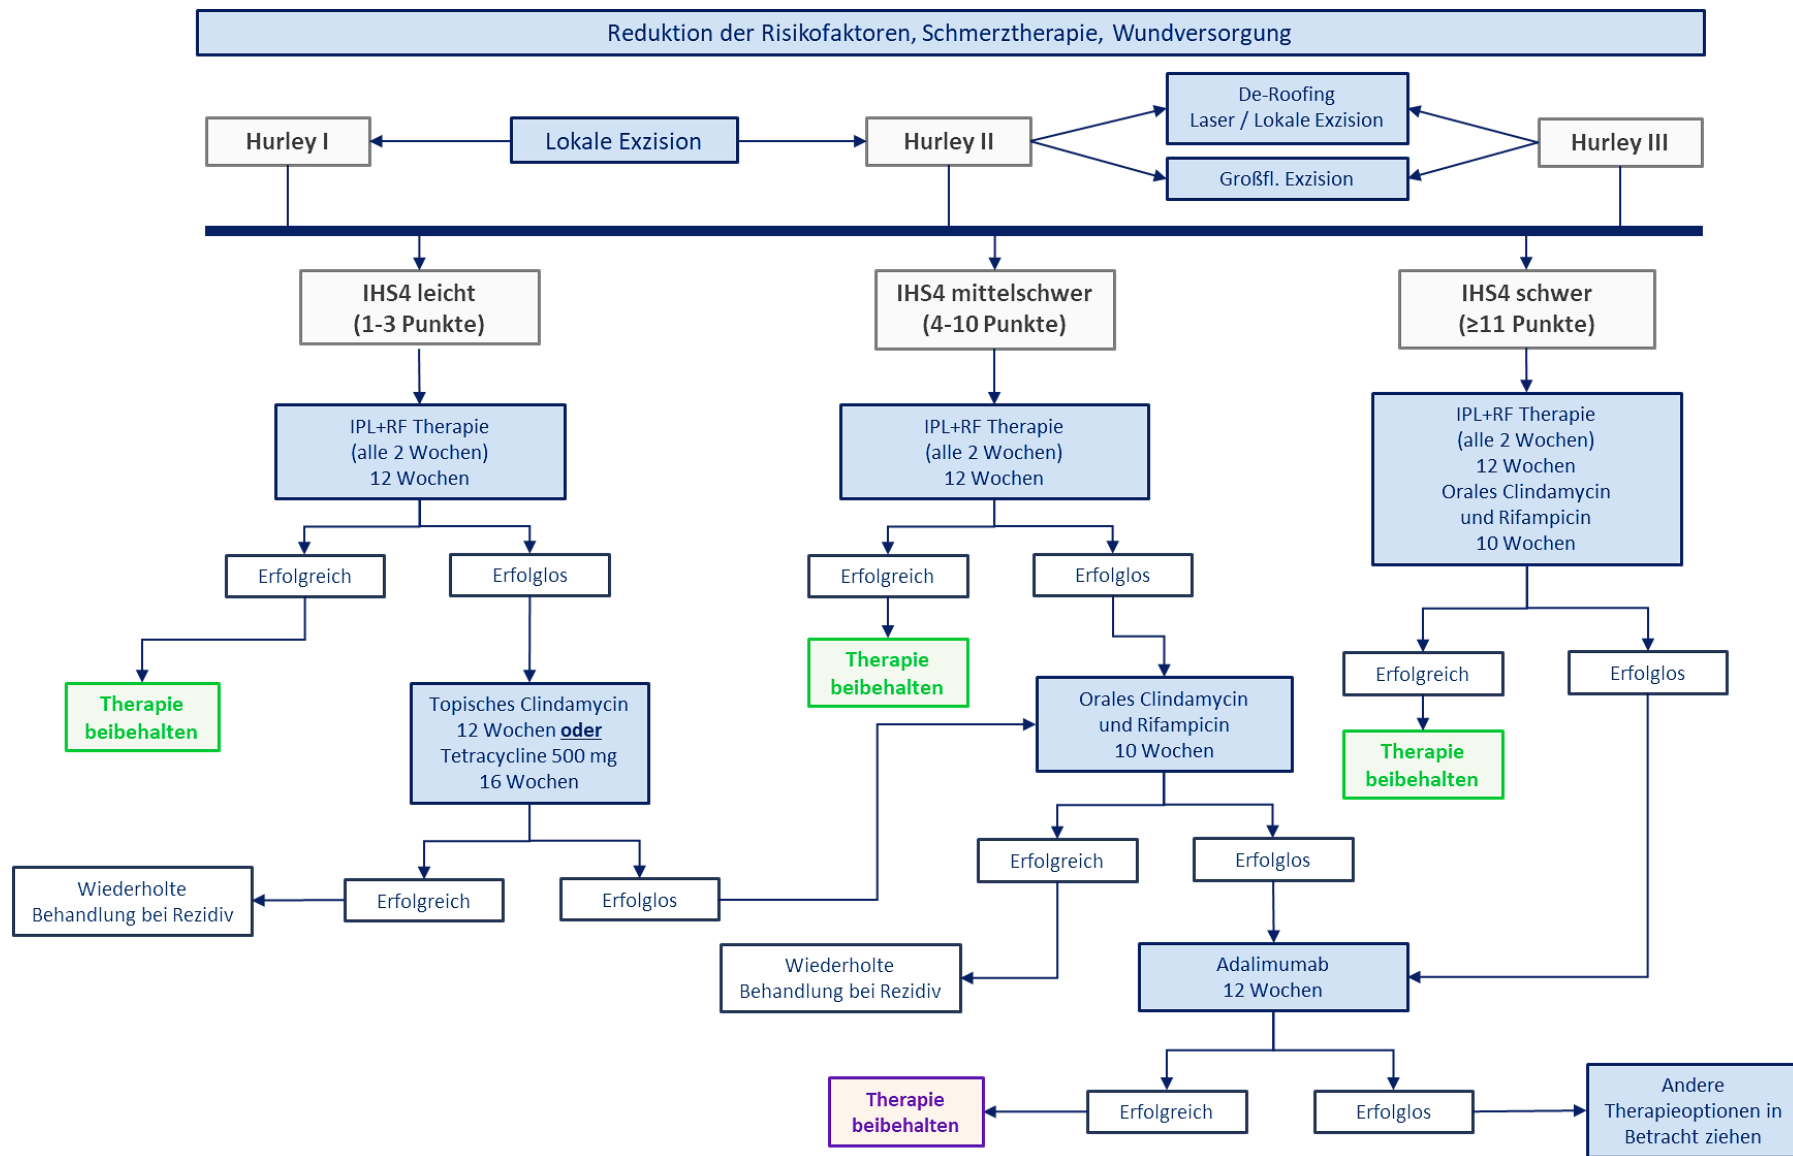 Reduktion der Risikofaktoren, Schmerztherapie, Wundversorgung
Hurley I
Lokale Exzision
Hurley II
De-Roofing
Laser / Lokale Exzision
Großfl. Exzision
Hurley III
IHS4 leicht
(1-3 Punkte)
IHS4 mittelschwer
(4-10 Punkte)
IHS4 schwer
(≥11 Punkte)
IPL+RF Therapie
(alle 2 Wochen)
12 Wochen
IPL+RF Therapie
(alle 2 Wochen)
12 Wochen
IPL+RF Therapie
(alle 2 Wochen)
12 Wochen
Orales Clindamycin
und Rifampicin
10 Wochen
Erfolgreich
Erfolglos
Erfolgreich
Erfolglos
Erfolgreich
Erfolglos
Therapie
beibehalten
Therapie
beibehalten
Therapie
beibehalten
Topisches Clindamycin
12 Wochen oder
Tetracycline 500 mg
16 Wochen
Orales Clindamycin
und Rifampicin
10 Wochen
Wiederholte
Behandlung bei Rezidiv
Erfolgreich
Erfolglos
Erfolgreich
Erfolglos
Wiederholte
Behandlung bei Rezidiv
Adalimumab
12 Wochen
Therapie
beibehalten
Erfolgreich
Erfolglos
Andere
Therapieoptionen in
Betracht ziehen